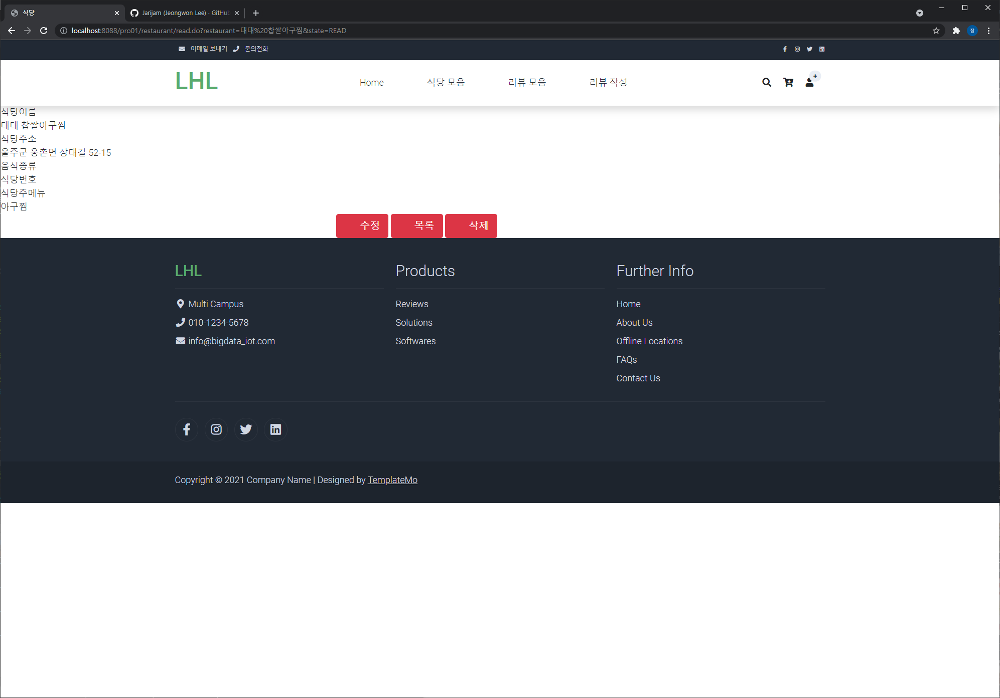 식당
Jarijam (Jeongwon Lee) · GitHub
localhost:8088/pro01/restaurant/read.do?restaurant=대대%20찹쌀아구찜&state=READ
잠
이메일 보내기 문의전화
LHL Home 식당 모음 리뷰 모음 리뷰 작성
+
식당이름
대대 찹쌀아구찜
식당주소
울주군 웅촌면 상대길 52-15
음식종류
식당번호
식당주메뉴
아구찜
수정 목록 삭제
LHL
Multi Campus
010-1234-5678
info@bigdata_iot.com
Products
Reviews
Solutions
Softwares
Further Info
Home
About Us
Offline Locations
FAQs
Contact Us
Copyright © 2021 Company Name | Designed by TemplateMo